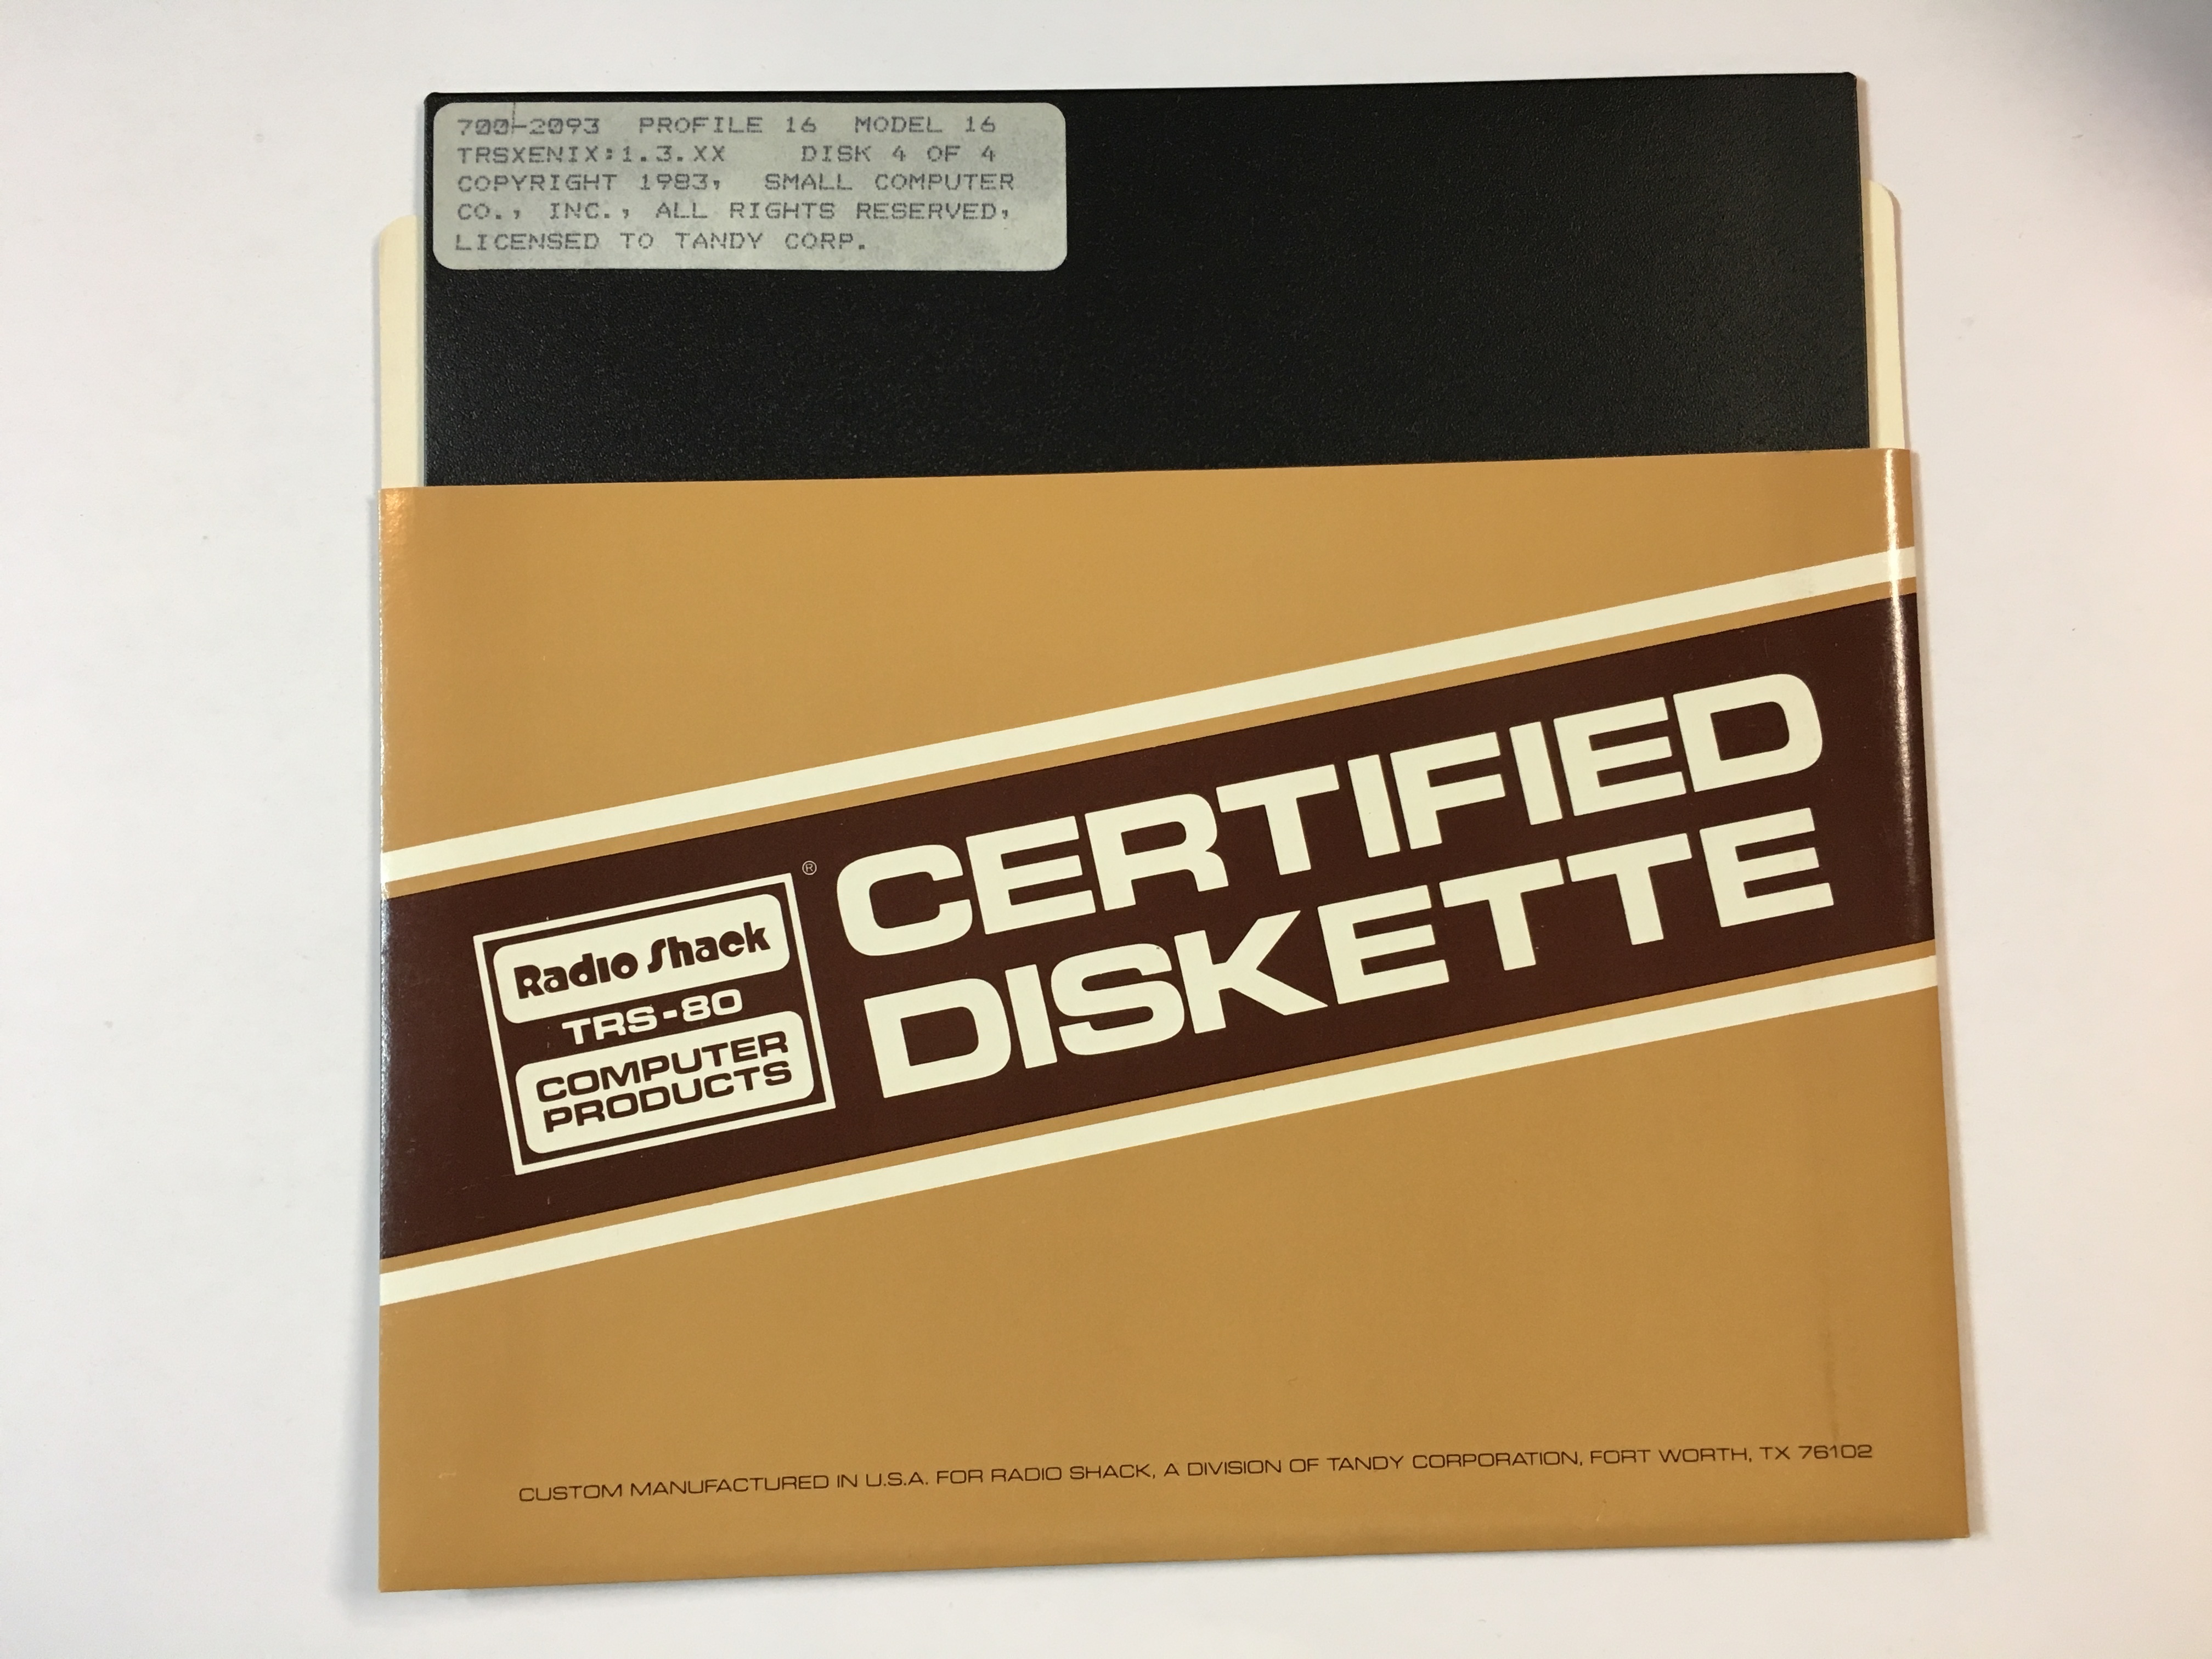 700-2093 PROFILE 16 MODEL 16
TRSXENIX:1.3.XX DISK 4 OF 4
COPYRIGHT 1983, SMALL COMPUTER
CO., INC., ALL RIGHTS RESERVED,
LICENSED TO TANDY CORP.
Radio Shack ®
TRS-80
COMPUTER
PRODUCTS
CERTIFIED
DISKETTE
CUSTOM MANUFACTURED IN U.S.A. FOR RADIO SHACK, A DIVISION OF TANDY CORPORATION, FORT WORTH, TX 76102